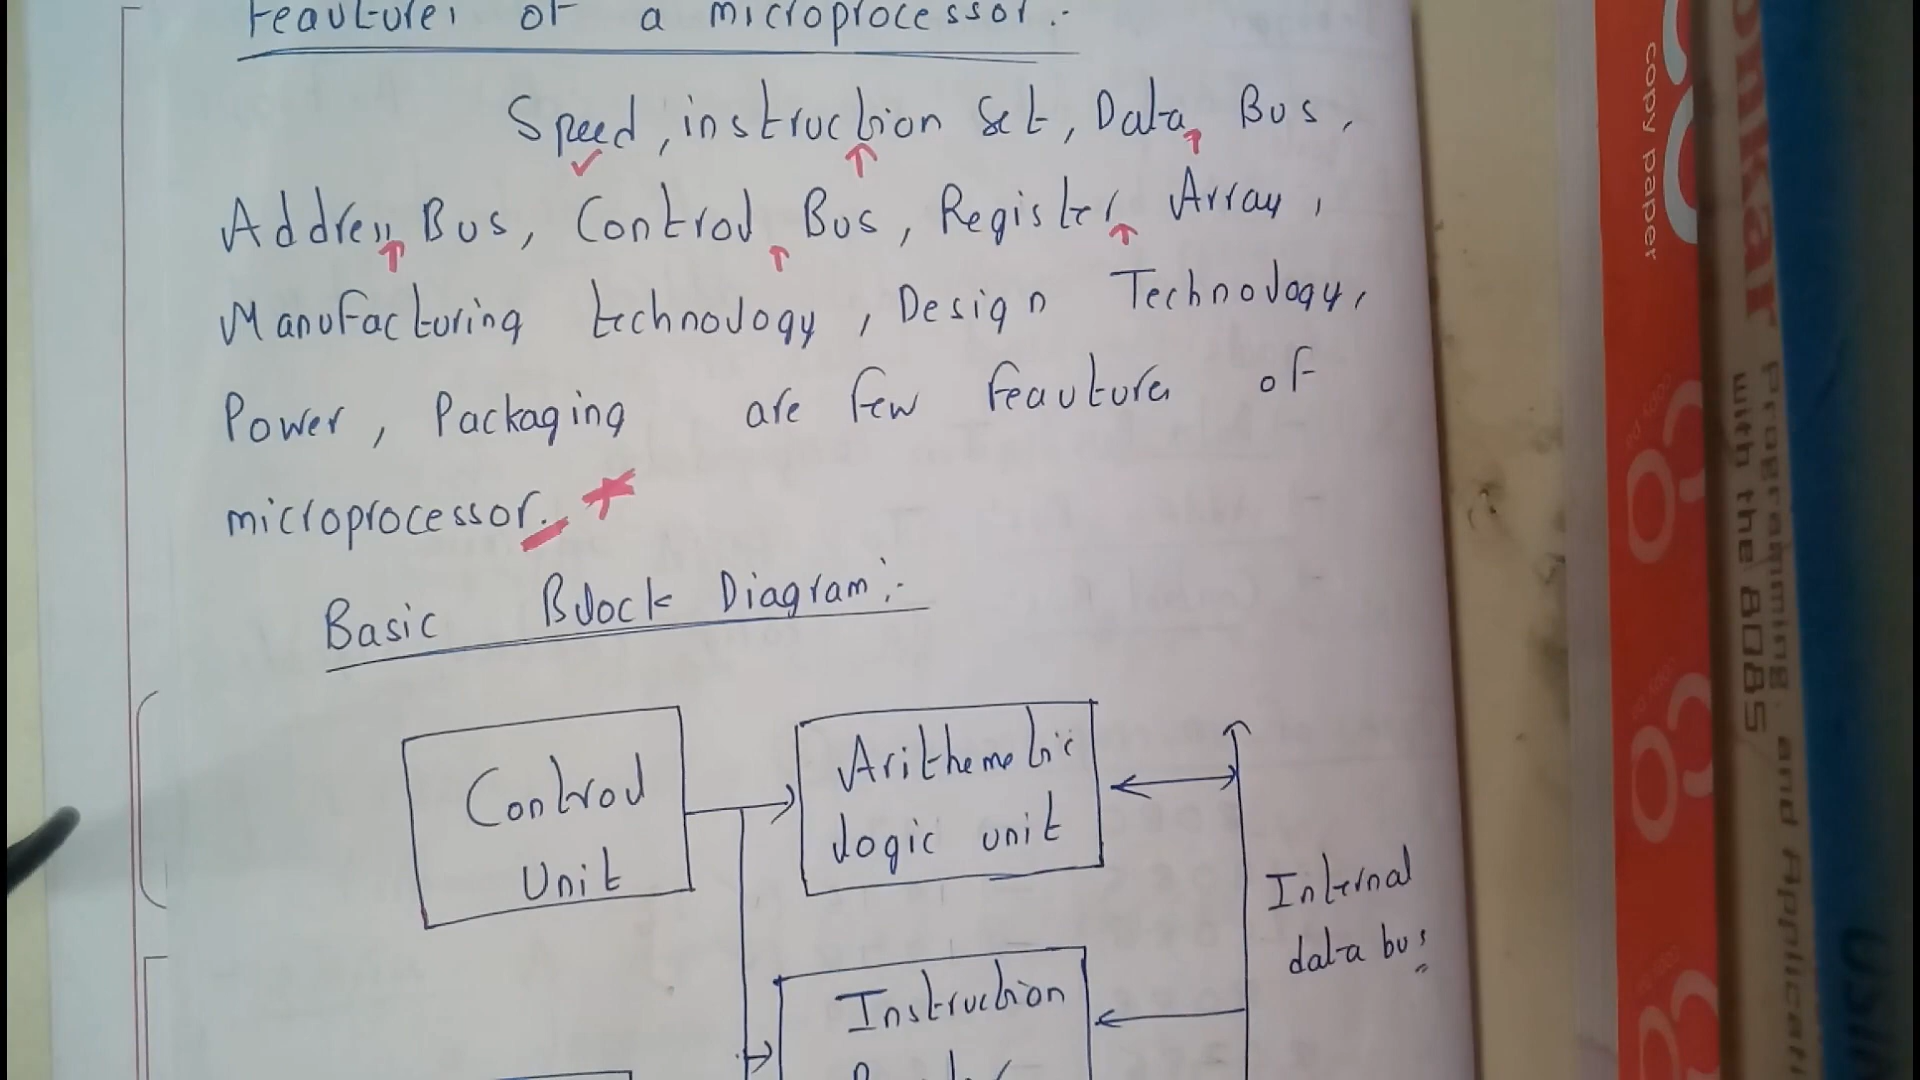 Feautures of a microprocessor:-
Speed, instruction set, Data Bus,
Address Bus, Control Bus, Register Array,
Manufacturing technology, Design Technology,
Power, Packaging are few feautures of
microprocessor.
Basic Block Diagram:-
Control
Unit
Arithemetic
logic unit
Internal
data bus
Instruction
copy paper
Programming, and Applicati
with the 8085